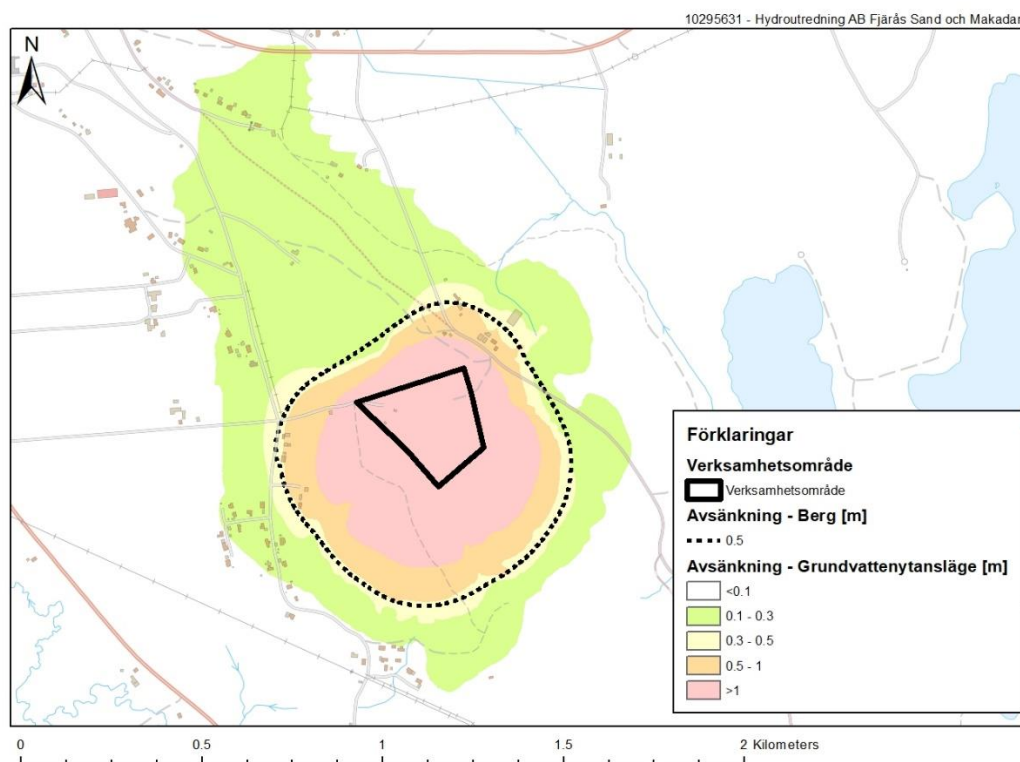 10295631 - Hydroutredning AB Fjärås Sand och Makadam
N
Förklaringar
Verksamhetsområde
Verksamhetsområde
Avsänkning - Berg [m]
0.5
Avsänkning - Grundvattenytansläge [m]
<0.1
0.1 - 0.3
0.3 - 0.5
0.5 - 1
>1
0 0.5 1 1.5 2 Kilometers